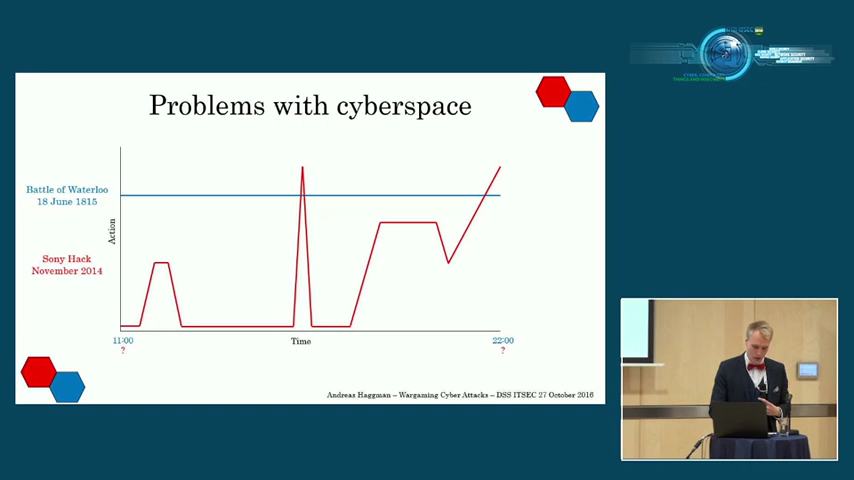 Problems with cyberspace
Battle of Waterloo
18 June 1815
Action
Sony Hack
November 2014
11:00
?
Time
22:00
?
Andreas Haggman – Wargaming Cyber Attacks – DSS ITSEC 27 October 2016